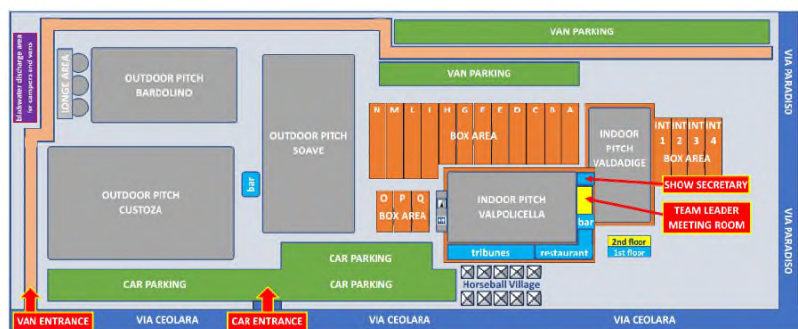 VAN PARKING
VIA PARADISO
blakwater discharge area
for campers and vans
LONGE AREA
OUTDOOR PITCH
BARDOLINO
OUTDOOR PITCH
SOAVE
VAN PARKING
N M L I H G F E D C B A
BOX AREA
INDOOR
PITCH
VALDADIGE
INT INT INT INT
1 2 3 4
BOX AREA
OUTDOOR PITCH
CUSTOZA
bar
O P Q
BOX AREA
INDOOR PITCH
VALPOLICELLA
SHOW SECRETARY
TEAM LEADER
MEETING ROOM
bar
VIA PARADISO
tribunes
restaurant
2nd floor
1st floor
CAR PARKING
CAR PARKING
CAR PARKING
Horseball Village
VAN ENTRANCE
VIA CEOLARA
CAR ENTRANCE
VIA CEOLARA
VIA CEOLARA